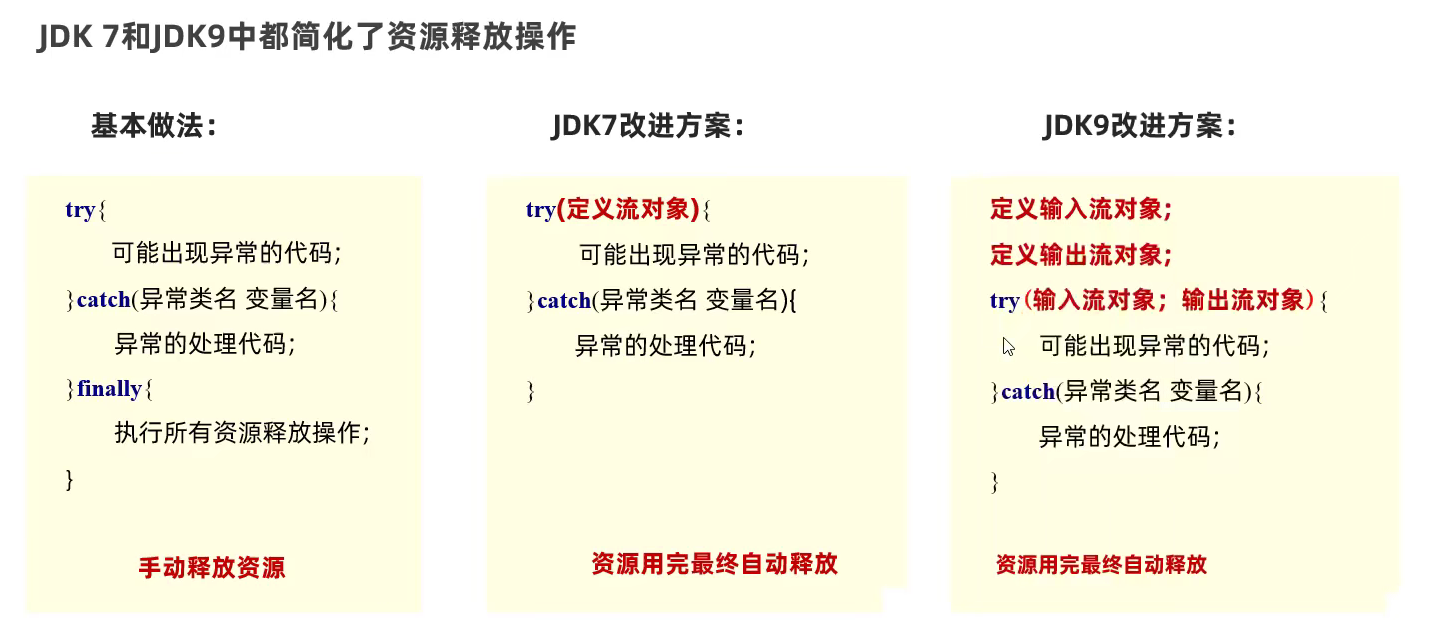 JDK 7和JDK9中都简化了资源释放操作
基本做法：
try{
可能出现异常的代码;
}catch(异常类名 变量名){
异常的处理代码;
}finally{
执行所有资源释放操作;
}
手动释放资源
JDK7改进方案：
try(定义流对象){
可能出现异常的代码;
}catch(异常类名 变量名){
异常的处理代码;
}
资源用完最终自动释放
JDK9改进方案：
定义输入流对象;
定义输出流对象;
try(输入流对象；输出流对象){
可能出现异常的代码;
}catch(异常类名 变量名){
异常的处理代码;
}
资源用完最终自动释放